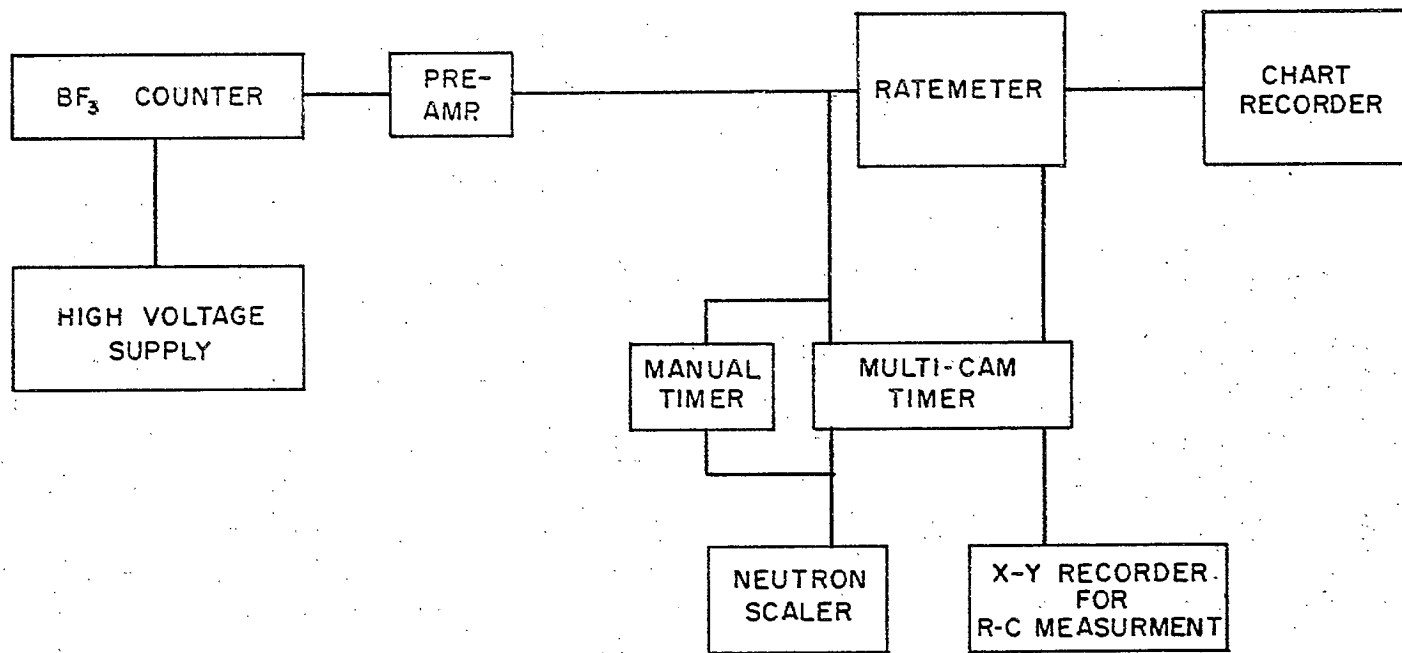 BF₃ COUNTER
PRE-
AMP.
RATEMETER
CHART
RECORDER
HIGH VOLTAGE
SUPPLY
MANUAL
TIMER
MULTI-CAM
TIMER
NEUTRON
SCALER
X-Y RECORDER
FOR
R-C MEASURMENT